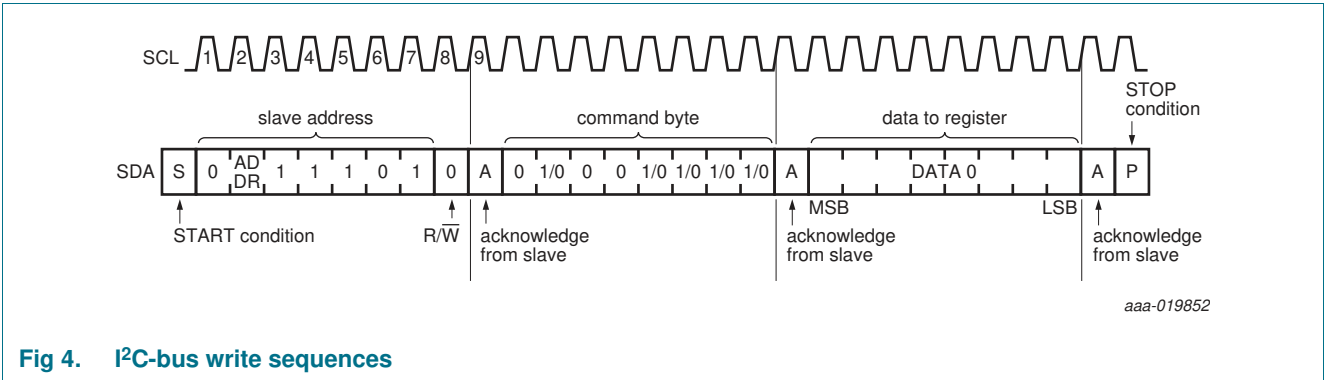 SCL 1 2 3 4 5 6 7 8 9
STOP
condition
slave address command byte data to register
SDA S 0 AD
DR 1 1 1 0 1 0 A 0 1/0 0 0 1/0 1/0 1/0 1/0 A DATA 0 A P
MSB LSB
START condition R/W̅ acknowledge
from slave acknowledge
from slave acknowledge
from slave
aaa-019852
Fig 4. I²C-bus write sequences